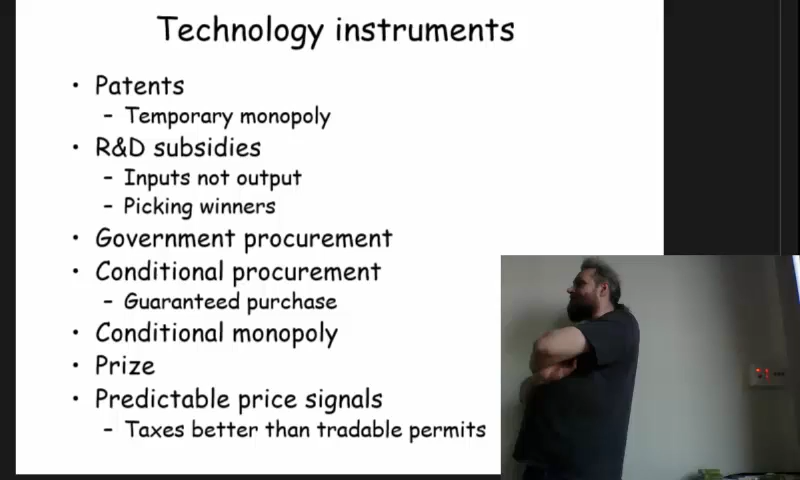 Technology instruments
• Patents
– Temporary monopoly
• R&D subsidies
– Inputs not output
– Picking winners
• Government procurement
• Conditional procurement
– Guaranteed purchase
• Conditional monopoly
• Prize
• Predictable price signals
– Taxes better than tradable permits